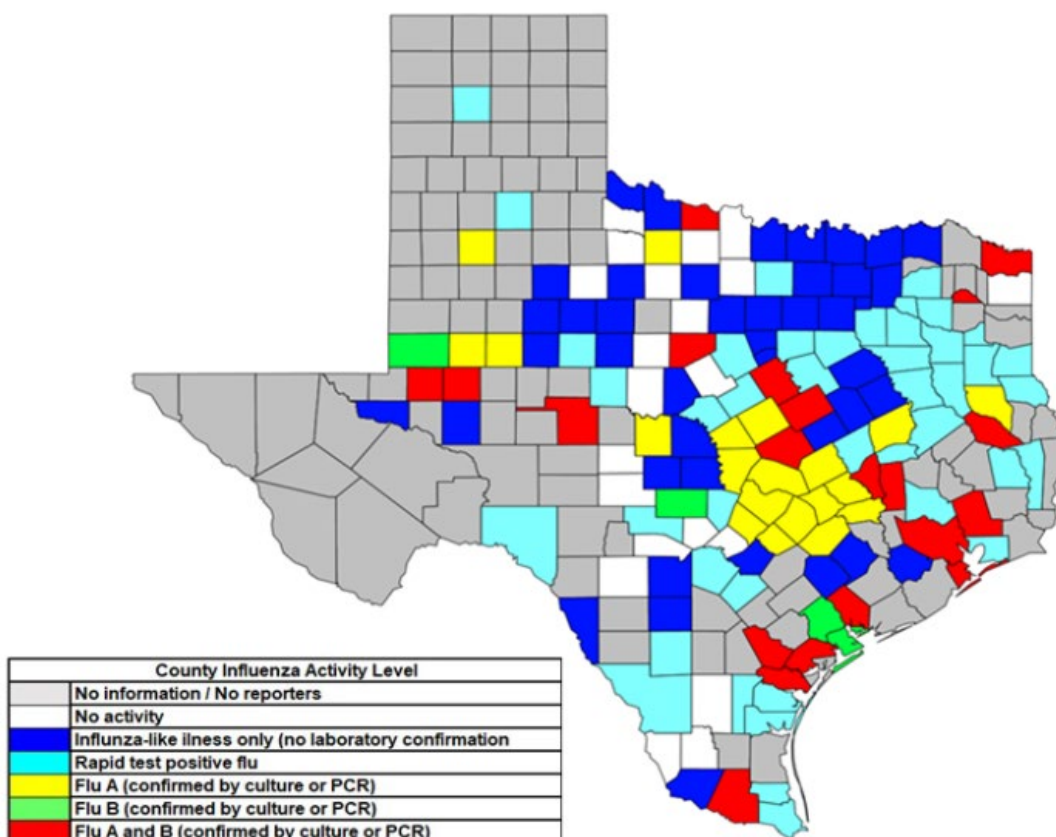 County Influenza Activity Level
No information / No reporters
No activity
Influnza-like ilness only (no laboratory confirmation
Rapid test positive flu
Flu A (confirmed by culture or PCR)
Flu B (confirmed by culture or PCR)
Flu A and B (confirmed by culture or PCR)